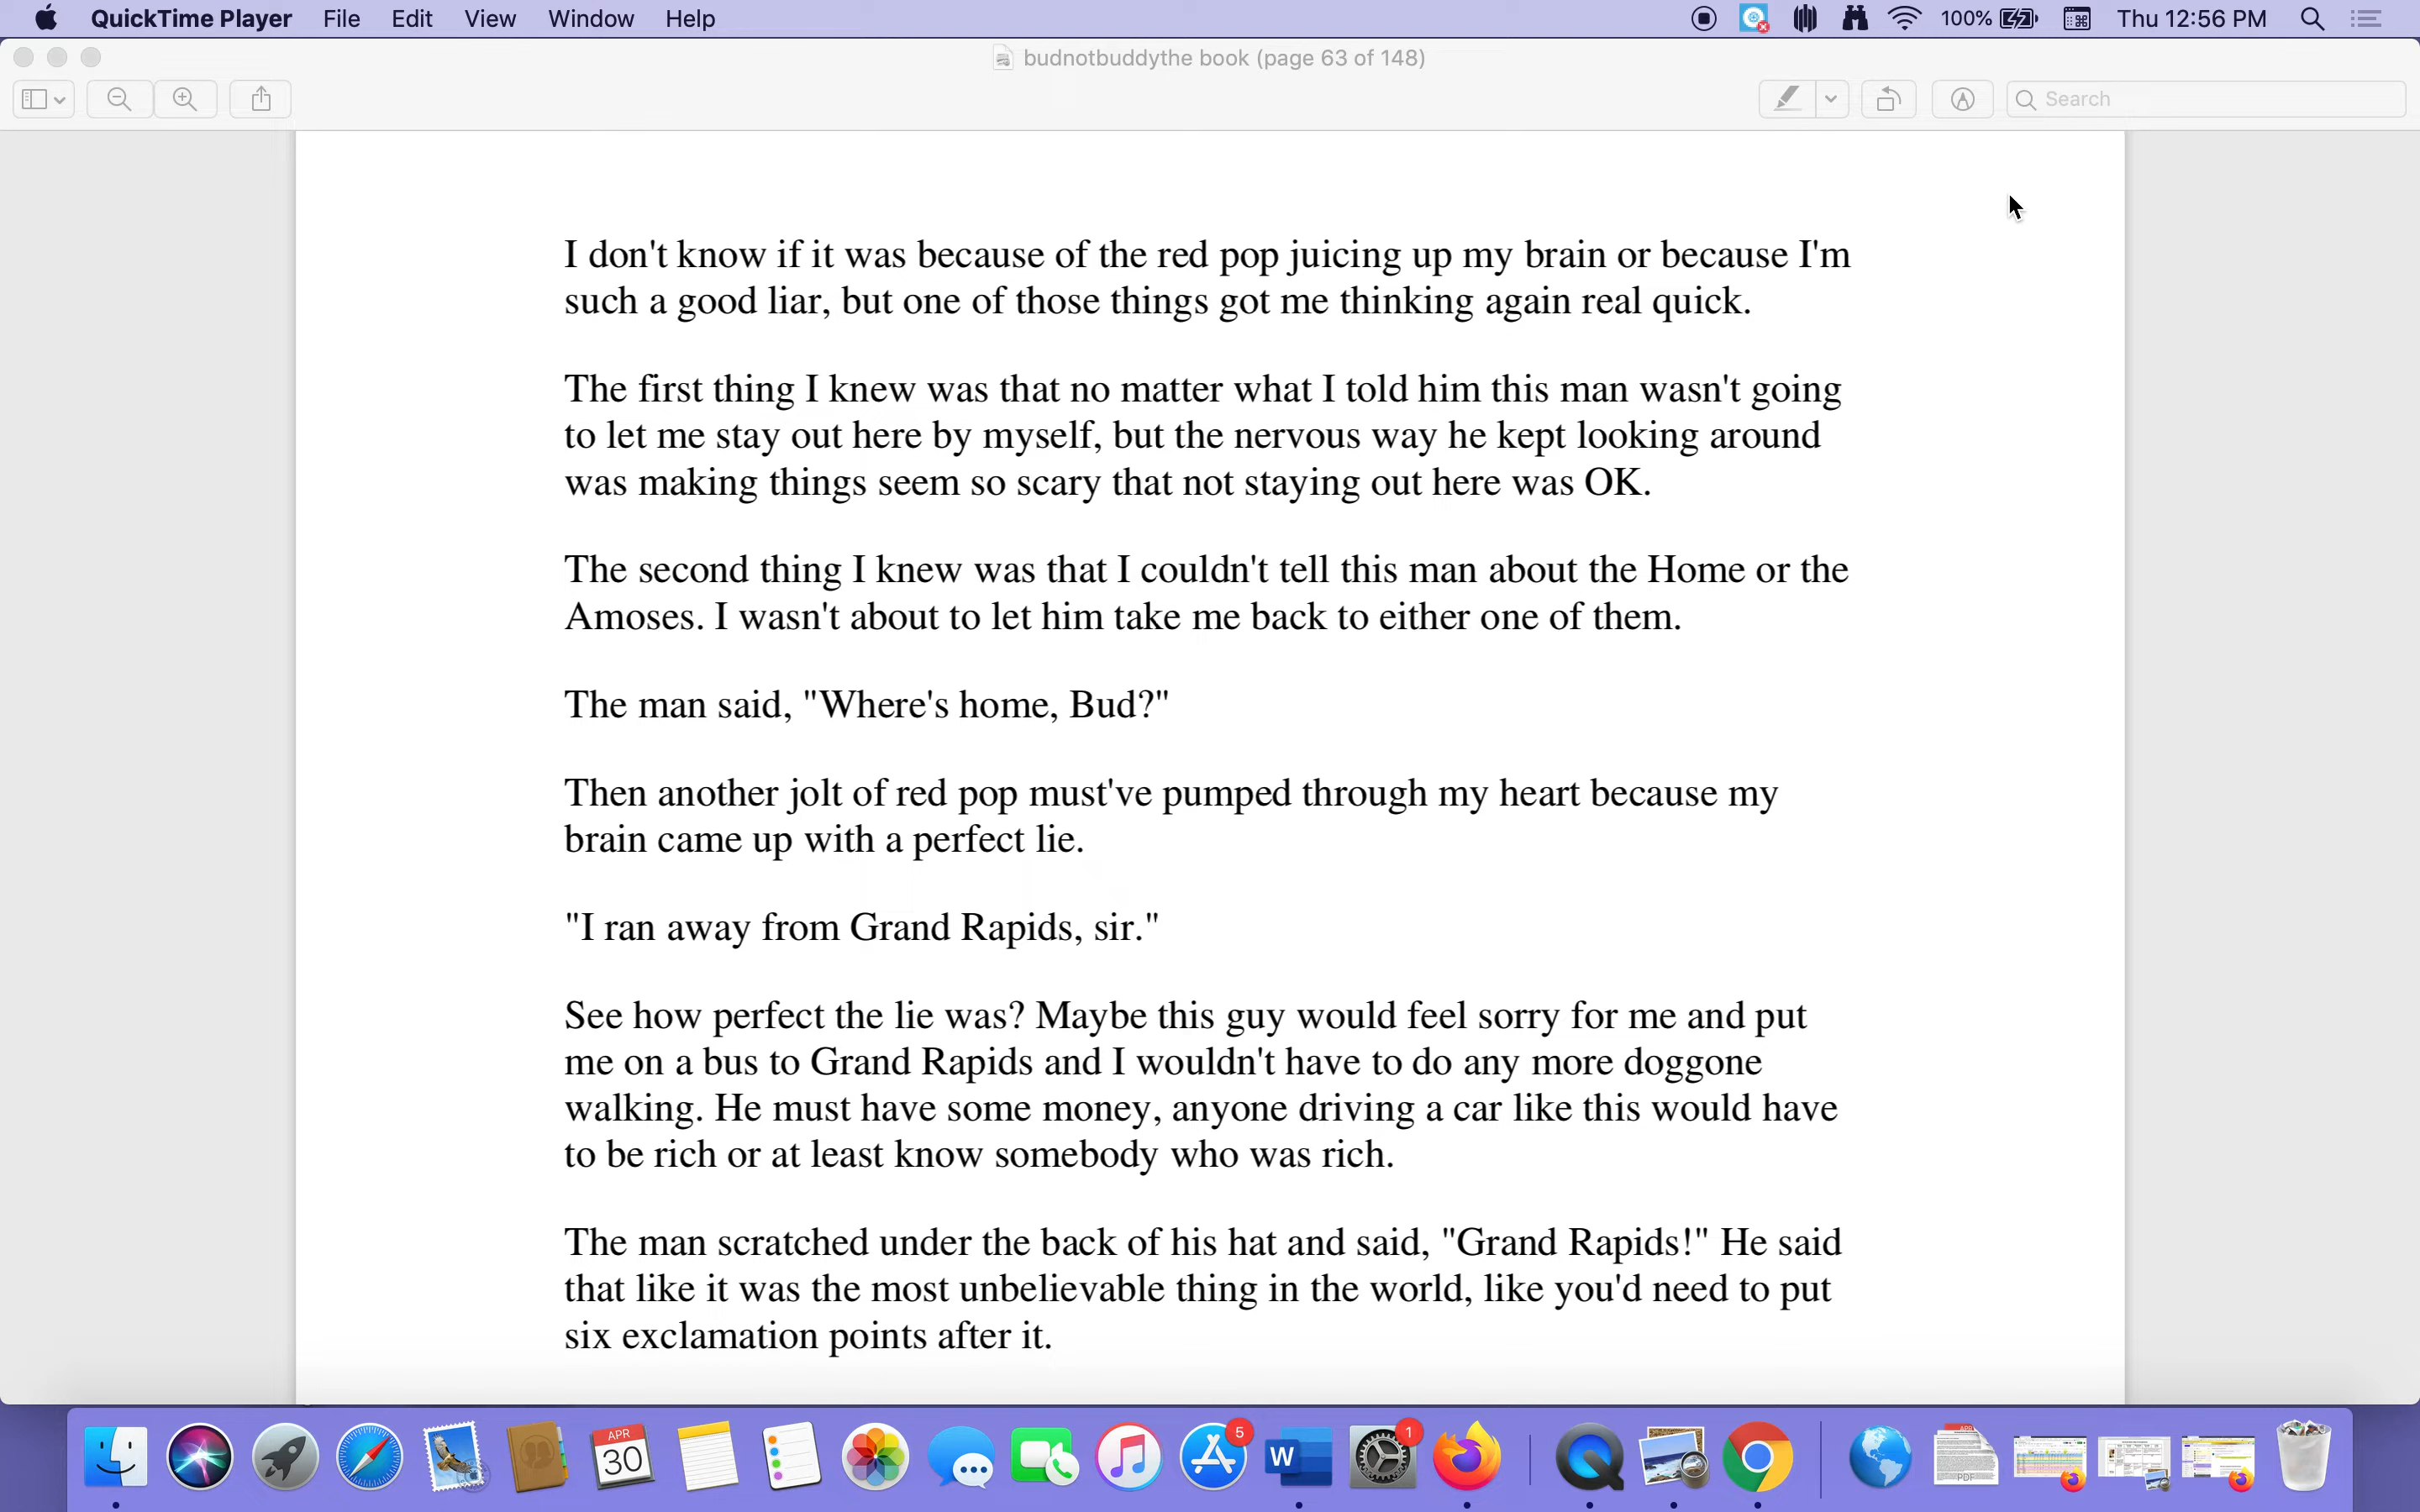 QuickTime Player File Edit View Window Help 100% Thu 12:56 PM
budnotbuddythe book (page 63 of 148)
Search
I don't know if it was because of the red pop juicing up my brain or because I'm
such a good liar, but one of those things got me thinking again real quick.
The first thing I knew was that no matter what I told him this man wasn't going
to let me stay out here by myself, but the nervous way he kept looking around
was making things seem so scary that not staying out here was OK.
The second thing I knew was that I couldn't tell this man about the Home or the
Amoses. I wasn't about to let him take me back to either one of them.
The man said, "Where's home, Bud?"
Then another jolt of red pop must've pumped through my heart because my
brain came up with a perfect lie.
"I ran away from Grand Rapids, sir."
See how perfect the lie was? Maybe this guy would feel sorry for me and put
me on a bus to Grand Rapids and I wouldn't have to do any more doggone
walking. He must have some money, anyone driving a car like this would have
to be rich or at least know somebody who was rich.
The man scratched under the back of his hat and said, "Grand Rapids!" He said
that like it was the most unbelievable thing in the world, like you'd need to put
six exclamation points after it.
APR
30
5
W
1
PDF